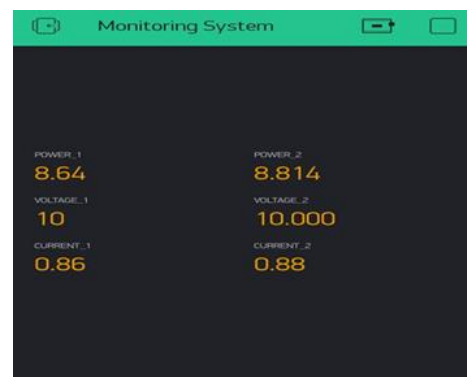 Monitoring System
POWER_1 POWER_2
8.64 8.814
VOLTAGE_1 VOLTAGE_2
10 10.000
CURRENT_1 CURRENT_2
0.86 0.88